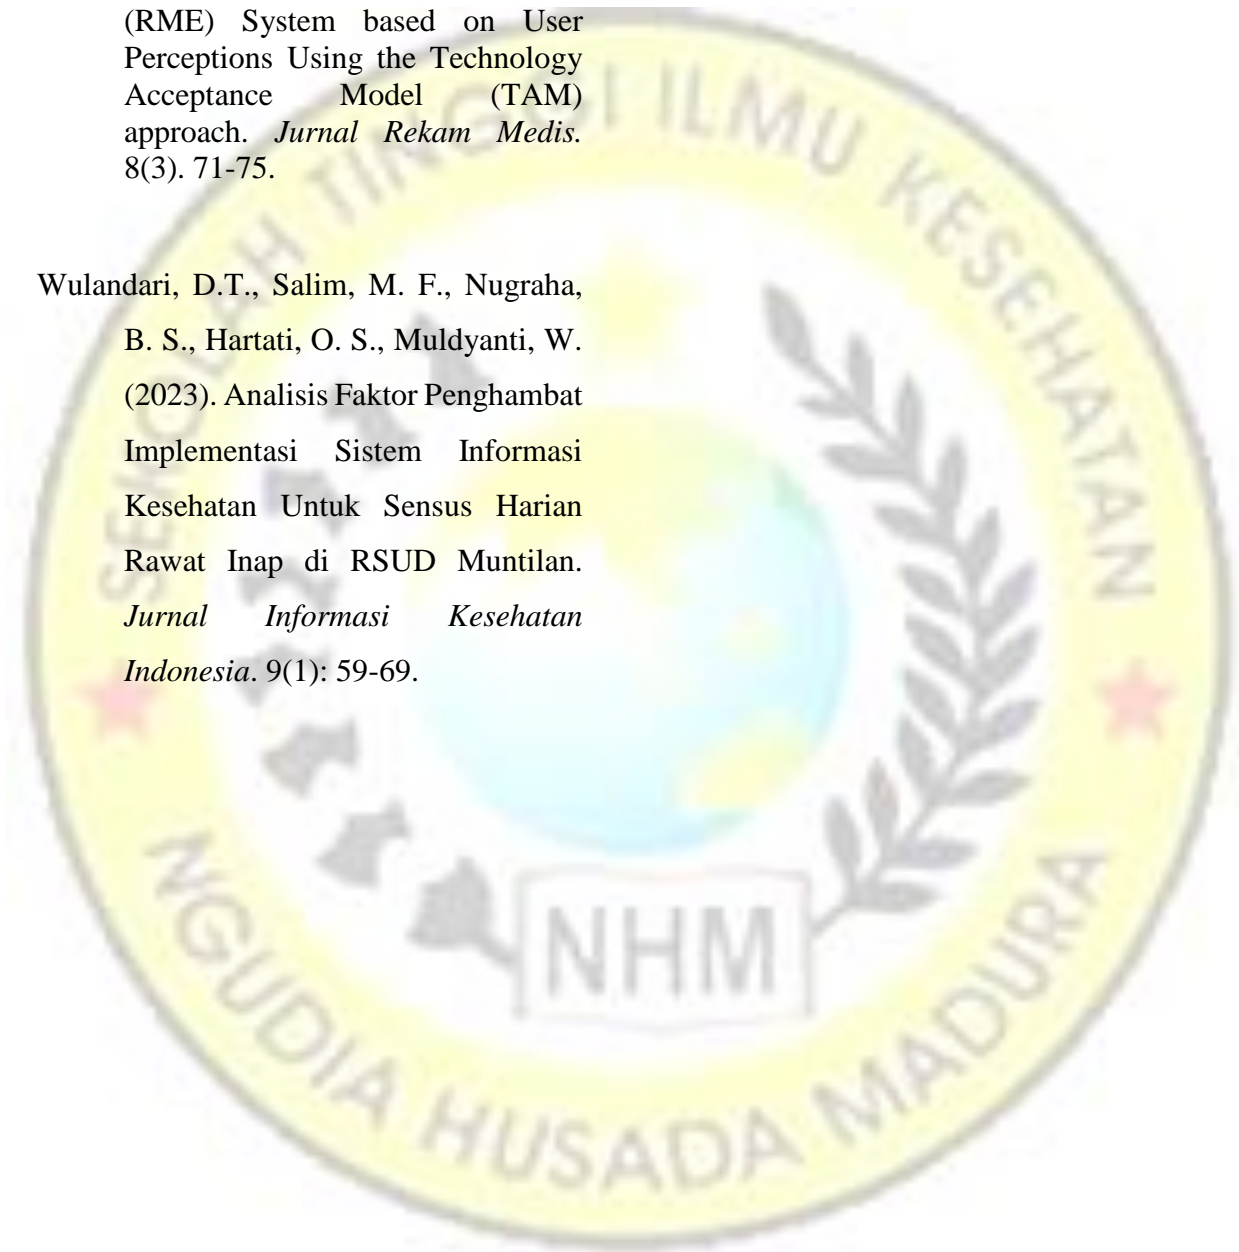 (RME) System based on User
Perceptions Using the Technology
Acceptance Model (TAM)
approach. Jurnal Rekam Medis.
8(3). 71-75.
Wulandari, D.T., Salim, M. F., Nugraha,
B. S., Hartati, O. S., Muldyanti, W.
(2023). Analisis Faktor Penghambat
Implementasi Sistem Informasi
Kesehatan Untuk Sensus Harian
Rawat Inap di RSUD Muntilan.
Jurnal Informasi Kesehatan
Indonesia. 9(1): 59-69.
SEKOLAH TINGGI ILMU KESEHATAN
NHM
NGUDIA HUSADA MADURA